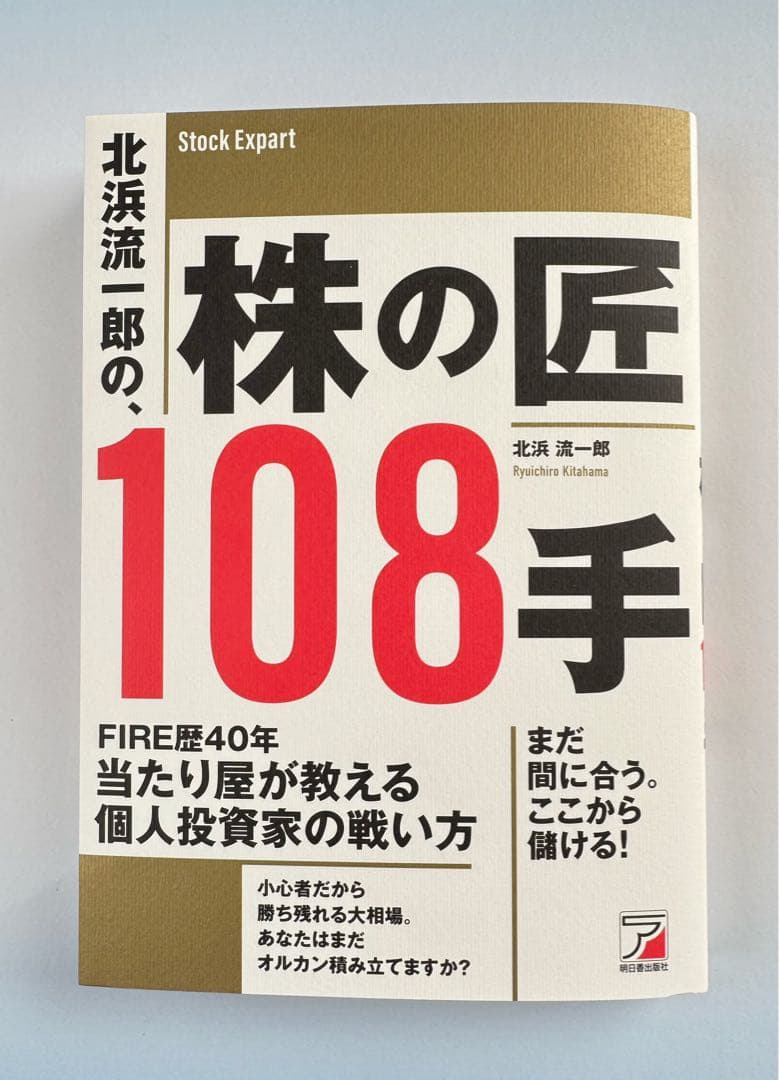 Stock Expart
北浜流一郎の、
株の匠
108手
北浜 流一郎
Ryuichiro Kitahama
FIRE歴40年
当たり屋が教える
個人投資家の戦い方
まだ
間に合う。
ここから
儲ける!
小心者だから
勝ち残れる大相場。
あなたはまだ
オルカン積み立てますか?
ア
明日香出版社